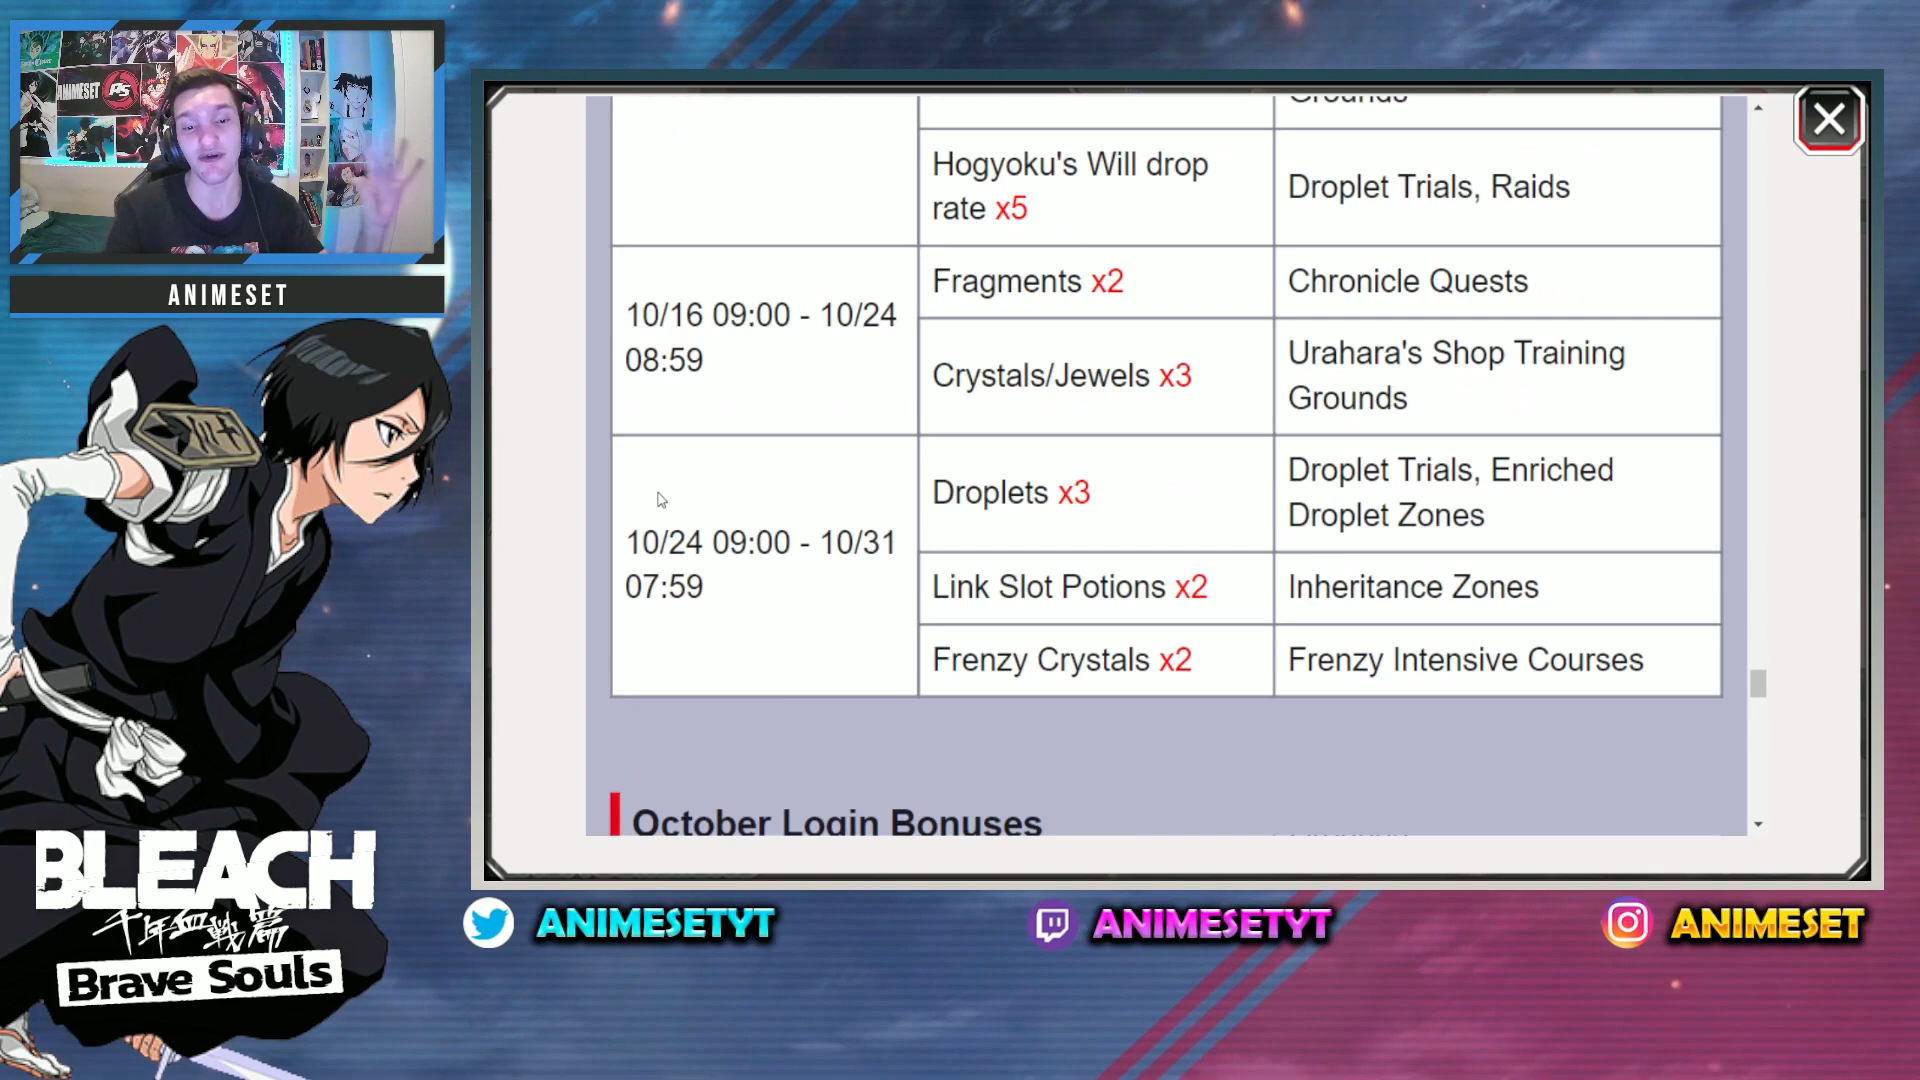 ANIMESET
ANIMESET
Hogyoku's Will drop
rate x5
Droplet Trials, Raids
10/16 09:00 - 10/24
08:59
Fragments x2
Chronicle Quests
Crystals/Jewels x3
Urahara's Shop Training
Grounds
10/24 09:00 - 10/31
07:59
Droplets x3
Droplet Trials, Enriched
Droplet Zones
Link Slot Potions x2
Inheritance Zones
Frenzy Crystals x2
Frenzy Intensive Courses
October Login Bonuses
BLEACH
千年血戦篇
Brave Souls
ANIMESETYT
ANIMESETYT
ANIMESET